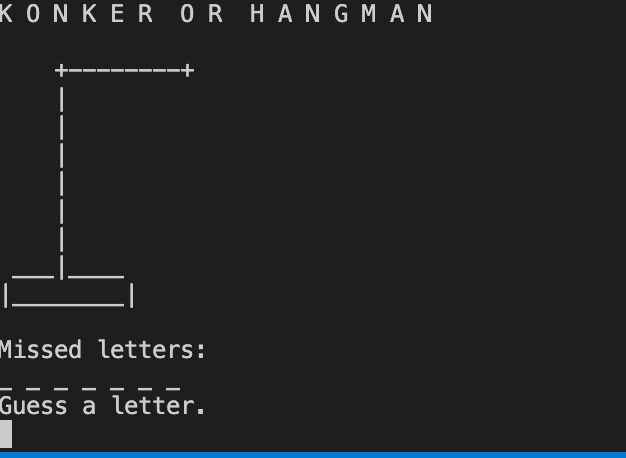 K O N K E R  O R  H A N G M A N
+--------+
|
|
|
|
|
|
___|____
|________|
Missed letters:
_ _ _ _ _ _ _
Guess a letter.